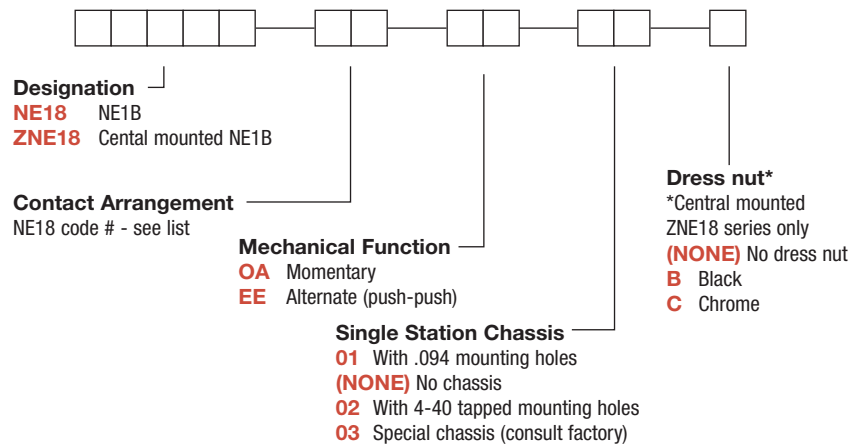 Designation
NE18 NE1B
ZNE18 Cental mounted NE1B
Contact Arrangement
NE18 code # - see list
Mechanical Function
OA Momentary
EE Alternate (push-push)
Single Station Chassis
01 With .094 mounting holes
(NONE) No chassis
02 With 4-40 tapped mounting holes
03 Special chassis (consult factory)
Dress nut*
*Central mounted
ZNE18 series only
(NONE) No dress nut
B Black
C Chrome